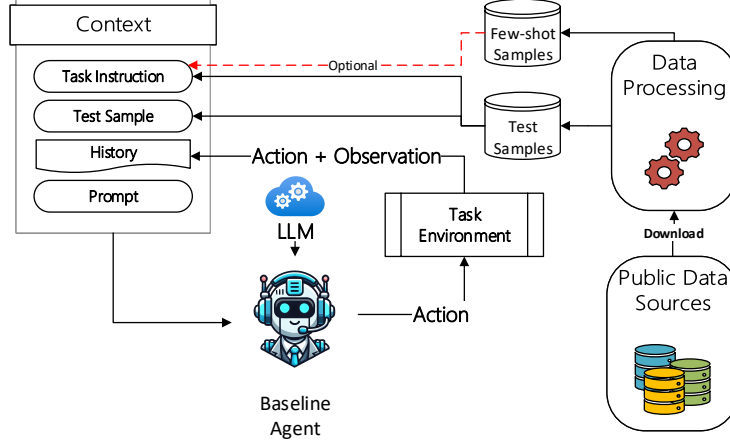 Context
Task Instruction
Test Sample
History
Prompt
Optional
Few-shot
Samples
Test
Samples
Data
Processing
Download
Public Data
Sources
Action + Observation
LLM
Task
Environment
Action
Baseline
Agent